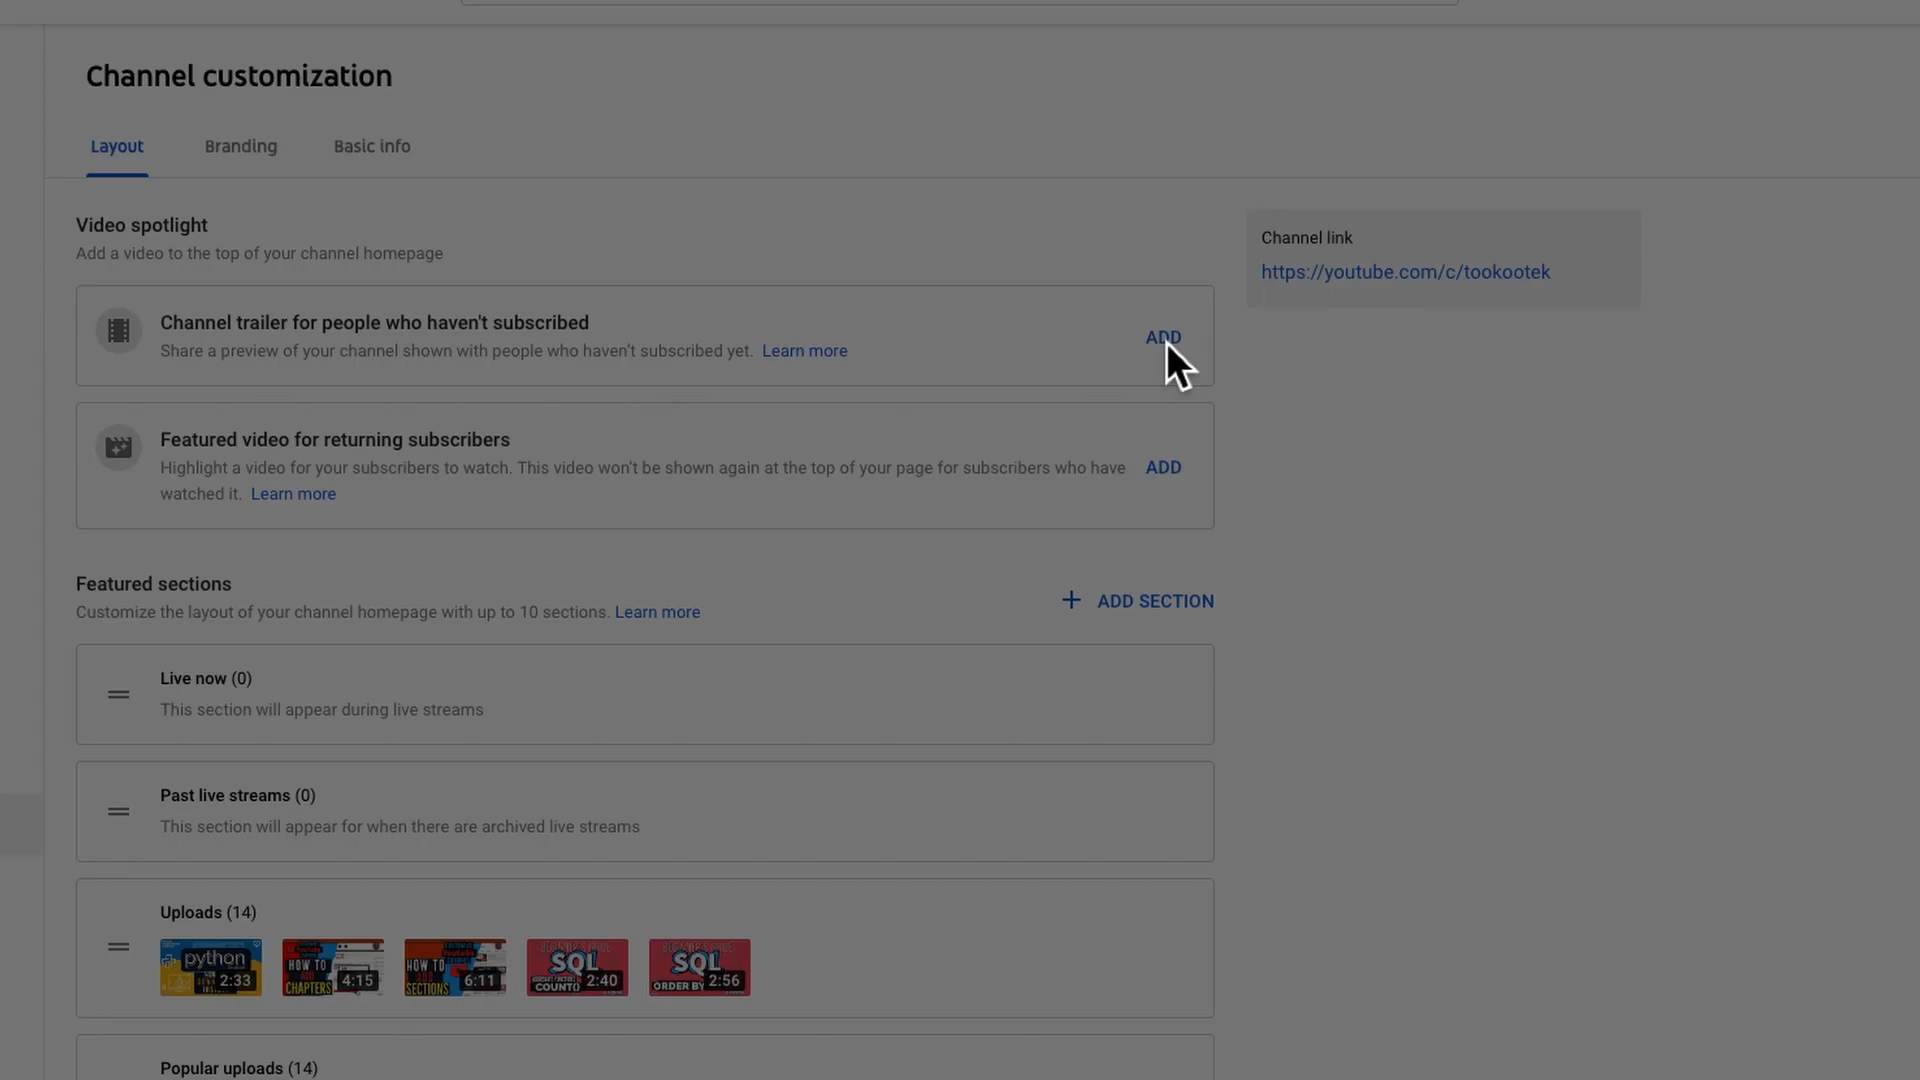 Channel customization
Layout
Branding
Basic info
Video spotlight
Add a video to the top of your channel homepage
Channel link
https://youtube.com/c/tookootek
Channel trailer for people who haven't subscribed
Share a preview of your channel shown with people who haven't subscribed yet. Learn more
ADD
Featured video for returning subscribers
Highlight a video for your subscribers to watch. This video won't be shown again at the top of your page for subscribers who have
watched it. Learn more
ADD
Featured sections
Customize the layout of your channel homepage with up to 10 sections. Learn more
ADD SECTION
Live now (0)
This section will appear during live streams
Past live streams (0)
This section will appear for when there are archived live streams
Uploads (14)
python
2:33
HOW TO
CHAPTERS
4:15
HOW TO
SECTIONS
6:11
BEGINNER'S GUIDE
SQL
COUNT()
2:40
BEGINNER'S GUIDE
SQL
ORDER BY
2:56
Popular uploads (14)